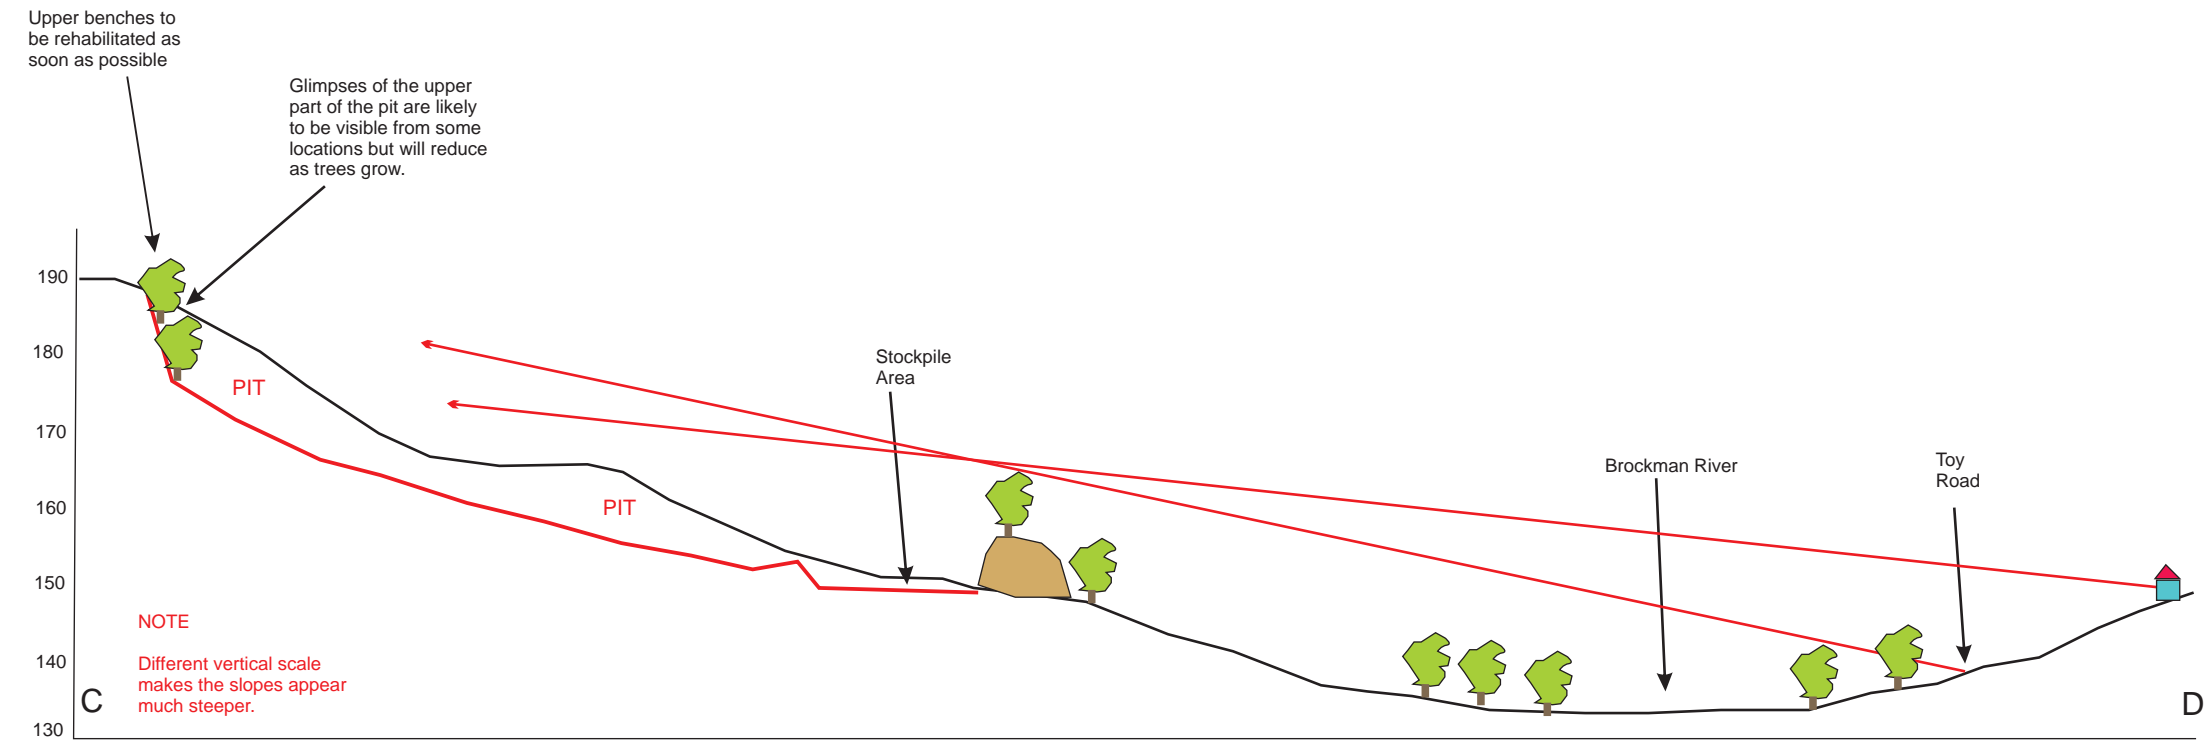 Upper benches to
be rehabilitated as
soon as possible
Glimpses of the upper
part of the pit are likely
to be visible from some
locations but will reduce
as trees grow.
190
180
170
160
150
140
130
PIT
PIT
Stockpile
Area
Brockman River
Toy
Road
NOTE
Different vertical scale
makes the slopes appear
much steeper.
C
D